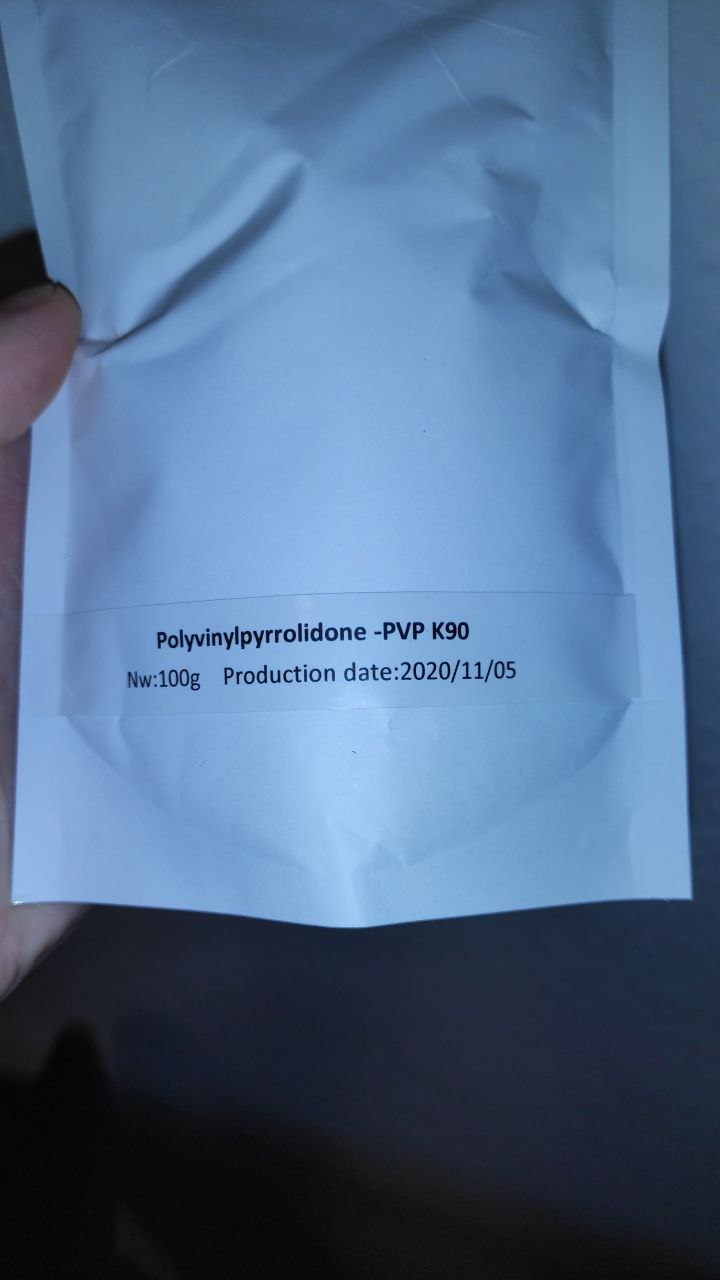 Polyvinylpyrrolidone -PVP K90
Nw:100g Production date:2020/11/05